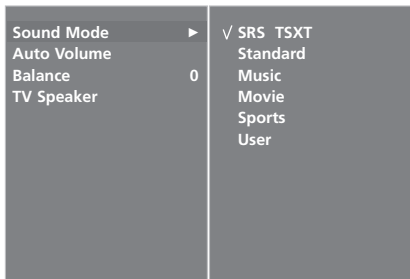 Sound Mode ▶
Auto Volume
Balance 0
TV Speaker
√ SRS TSXT
Standard
Music
Movie
Sports
User